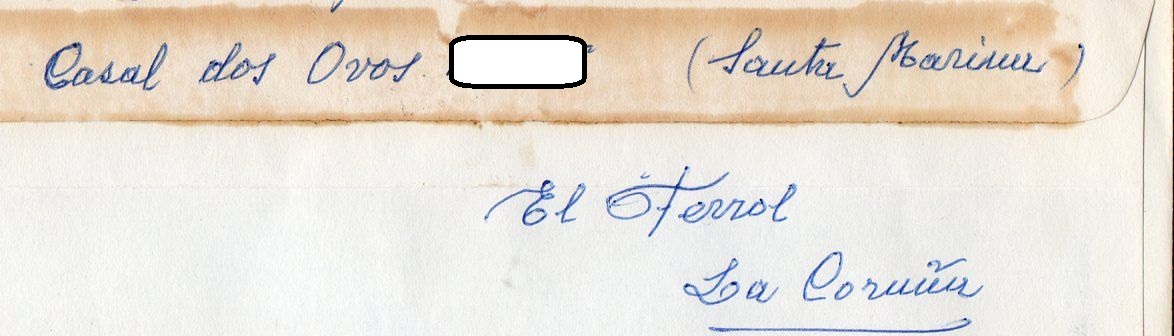 Casal dos Ovos (Santa Marina)
El Ferrol
La Coruña